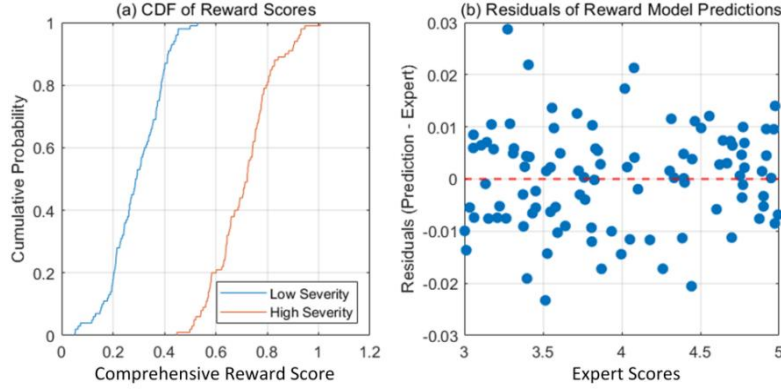 (a) CDF of Reward Scores
1
0.8
0.6
0.4
0.2
0
Cumulative Probability
Low Severity
High Severity
0 0.2 0.4 0.6 0.8 1 1.2
Comprehensive Reward Score
(b) Residuals of Reward Model Predictions
0.03
0.02
0.01
0
-0.01
-0.02
-0.03
Residuals (Prediction - Expert)
3 3.5 4 4.5 5
Expert Scores